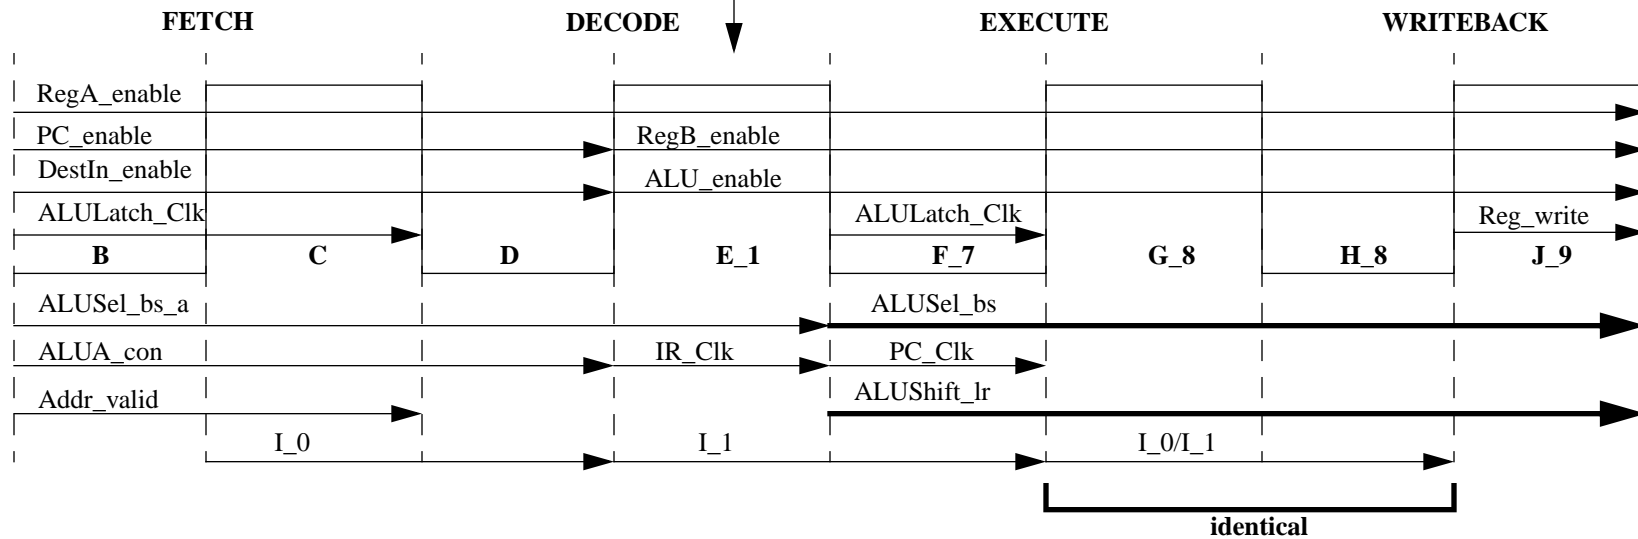 FETCH DECODE EXECUTE WRITEBACK
RegA_enable
PC_enable RegB_enable
DestIn_enable ALU_enable
ALULatch_Clk ALULatch_Clk Reg_write
B C D E_1 F_7 G_8 H_8 J_9
ALUSel_bs_a ALUSel_bs
ALUA_con IR_Clk PC_Clk
Addr_valid ALUShift_lr
I_0 I_1 I_0/I_1
identical